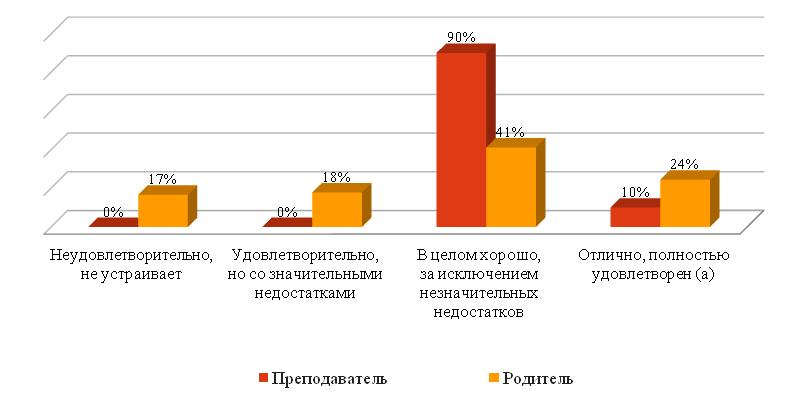 90%
41%
17%
18%
24%
0%
0%
10%
Неудовлетворительно,
не устраивает
Удовлетворительно,
но со значительными
недостатками
В целом хорошо,
за исключением
незначительных
недостатков
Отлично, полностью
удовлетворен (а)
Преподаватель
Родитель